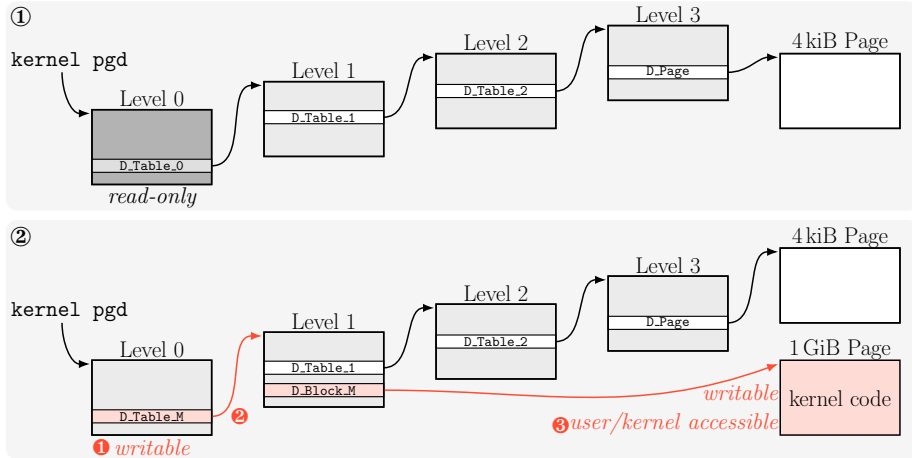 ①
kernel pgd
Level 0
D_Table_0
read-only
Level 1
D_Table_1
Level 2
D_Table_2
Level 3
D_Page
4 kiB Page
②
kernel pgd
Level 0
D_Table_M
❶ writable
❷
Level 1
D_Table_1
D_Block_M
Level 2
D_Table_2
Level 3
D_Page
4 kiB Page
1 GiB Page
kernel code
writable
❸ user/kernel accessible